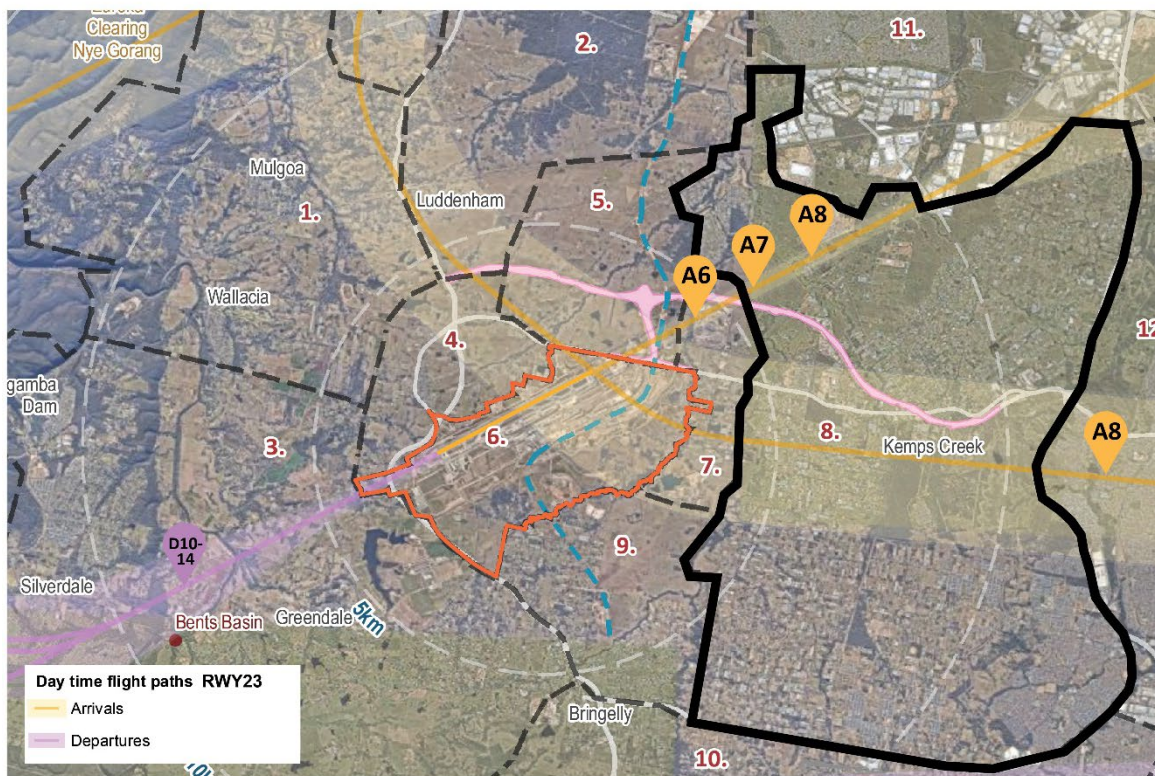 Clearing
Nye Gorang
2.
11.
Mulgoa
1.
Luddenham
5.
A8
A7
A6
Wallacia
4.
12
gamba
Dam
3.
6.
8.
Kemps Creek
A8
7.
D10-
14
9.
Silverdale
Bents Basin
Greendale
5km
Bringelly
10.
Day time flight paths RWY23
Arrivals
Departures